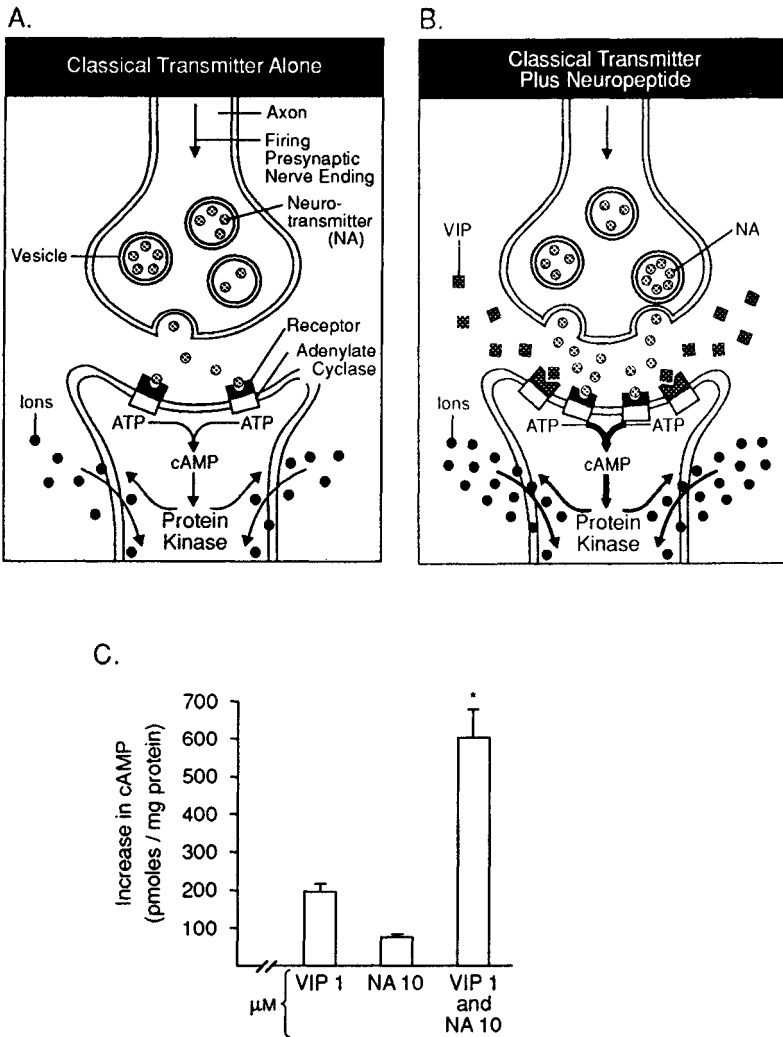 A.
Classical Transmitter Alone
Axon
Firing
Presynaptic
Nerve Ending
Neuro-
transmitter
(NA)
Vesicle
Receptor
Adenylate
Cyclase
Ions
ATP
ATP
cAMP
Protein
Kinase
B.
Classical Transmitter
Plus Neuropeptide
VIP
NA
Ions
ATP
ATP
cAMP
Protein
Kinase
C.
Increase in cAMP
(pmoles / mg protein)
700
600
500
400
300
200
100
*
μM
VIP 1
NA 10
VIP 1
and
NA 10